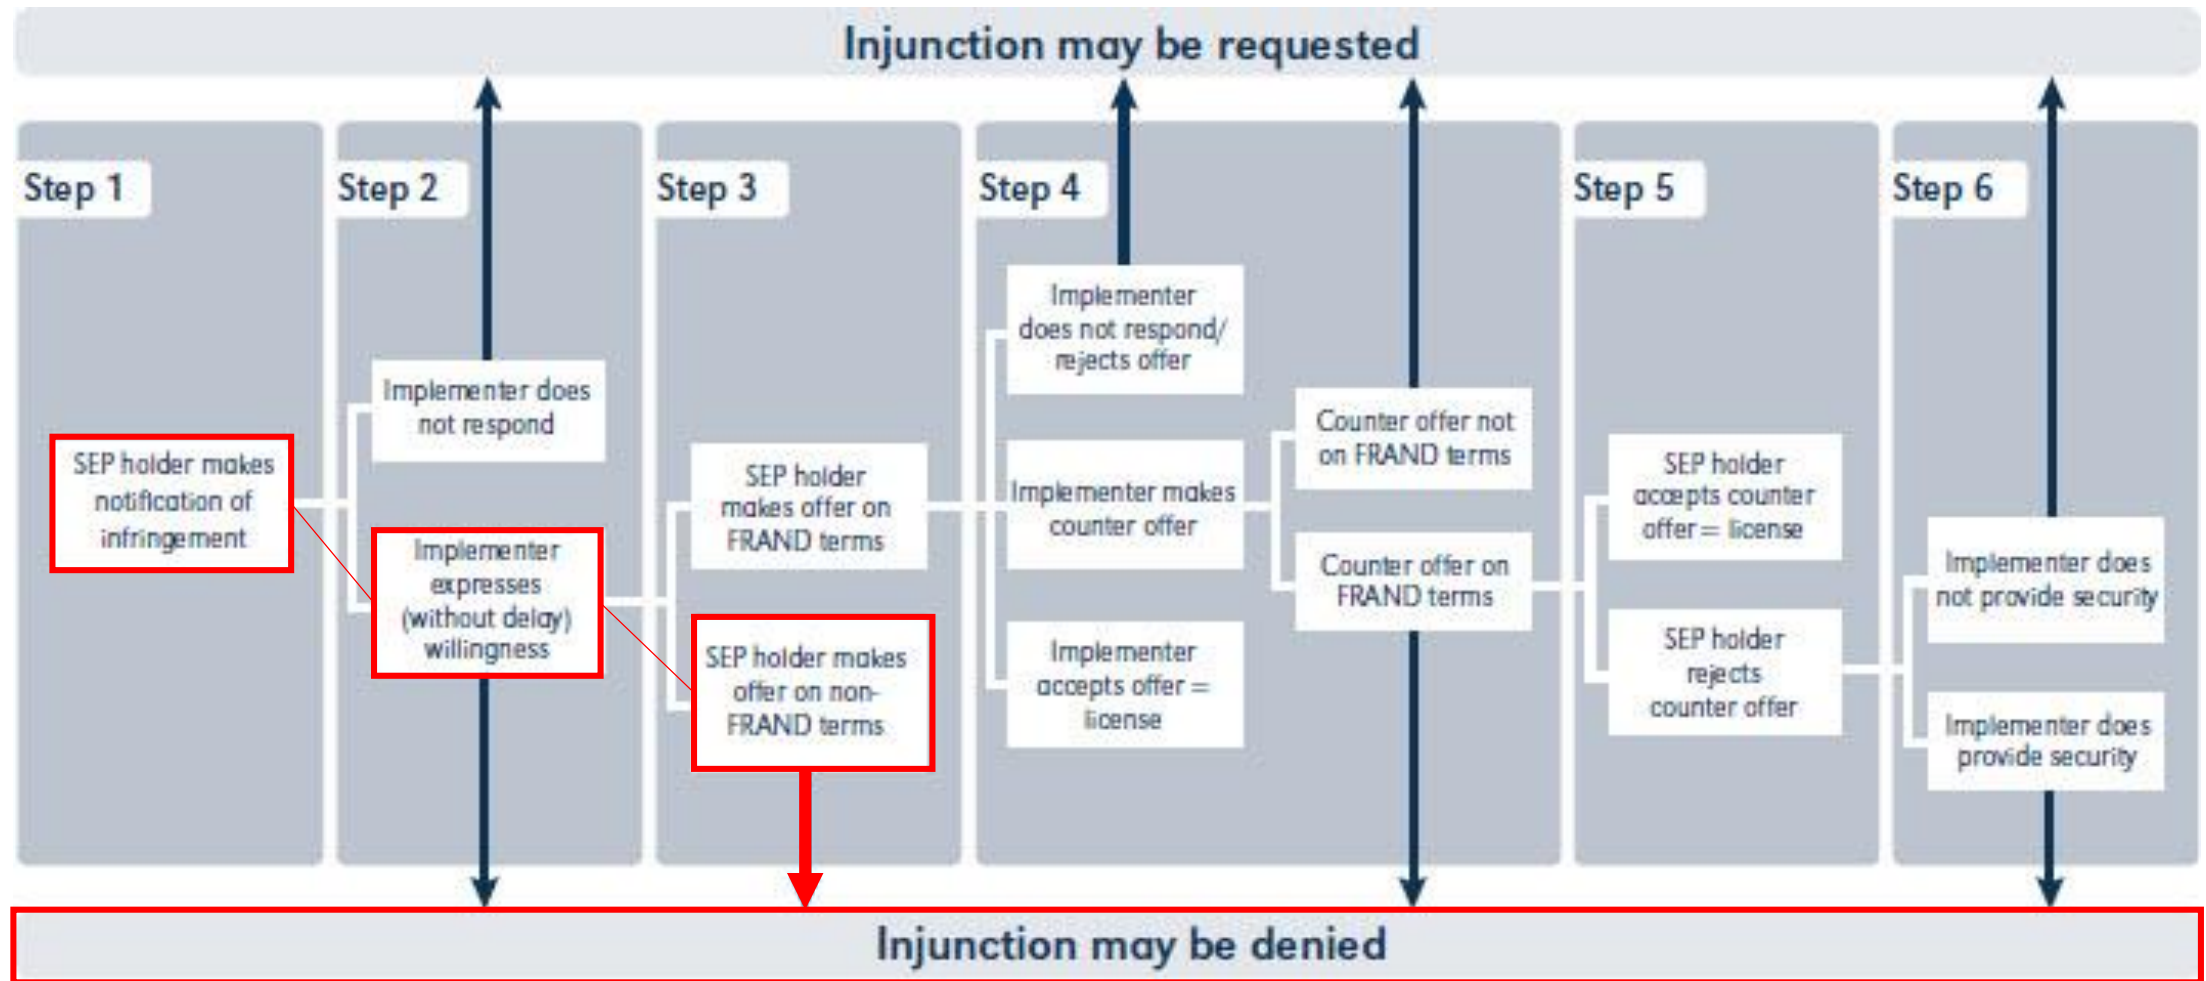 Injunction may be requested
Step 1
SEP holder makes
notification of
infringement
Step 2
Implementer does
not respond
Implementer
expresses
(without delay)
willingness
Step 3
SEP holder
makes offer on
FRAND terms
SEP holder makes
offer on non-
FRAND terms
Step 4
Implementer
does not respond/
rejects offer
Implementer makes
counter offer
Implementer
accepts offer =
license
Counter offer not
on FRAND terms
Counter offer on
FRAND terms
Step 5
SEP holder
accepts counter
offer = license
SEP holder
rejects
counter offer
Step 6
Implementer does
not provide security
Implementer does
provide security
Injunction may be denied